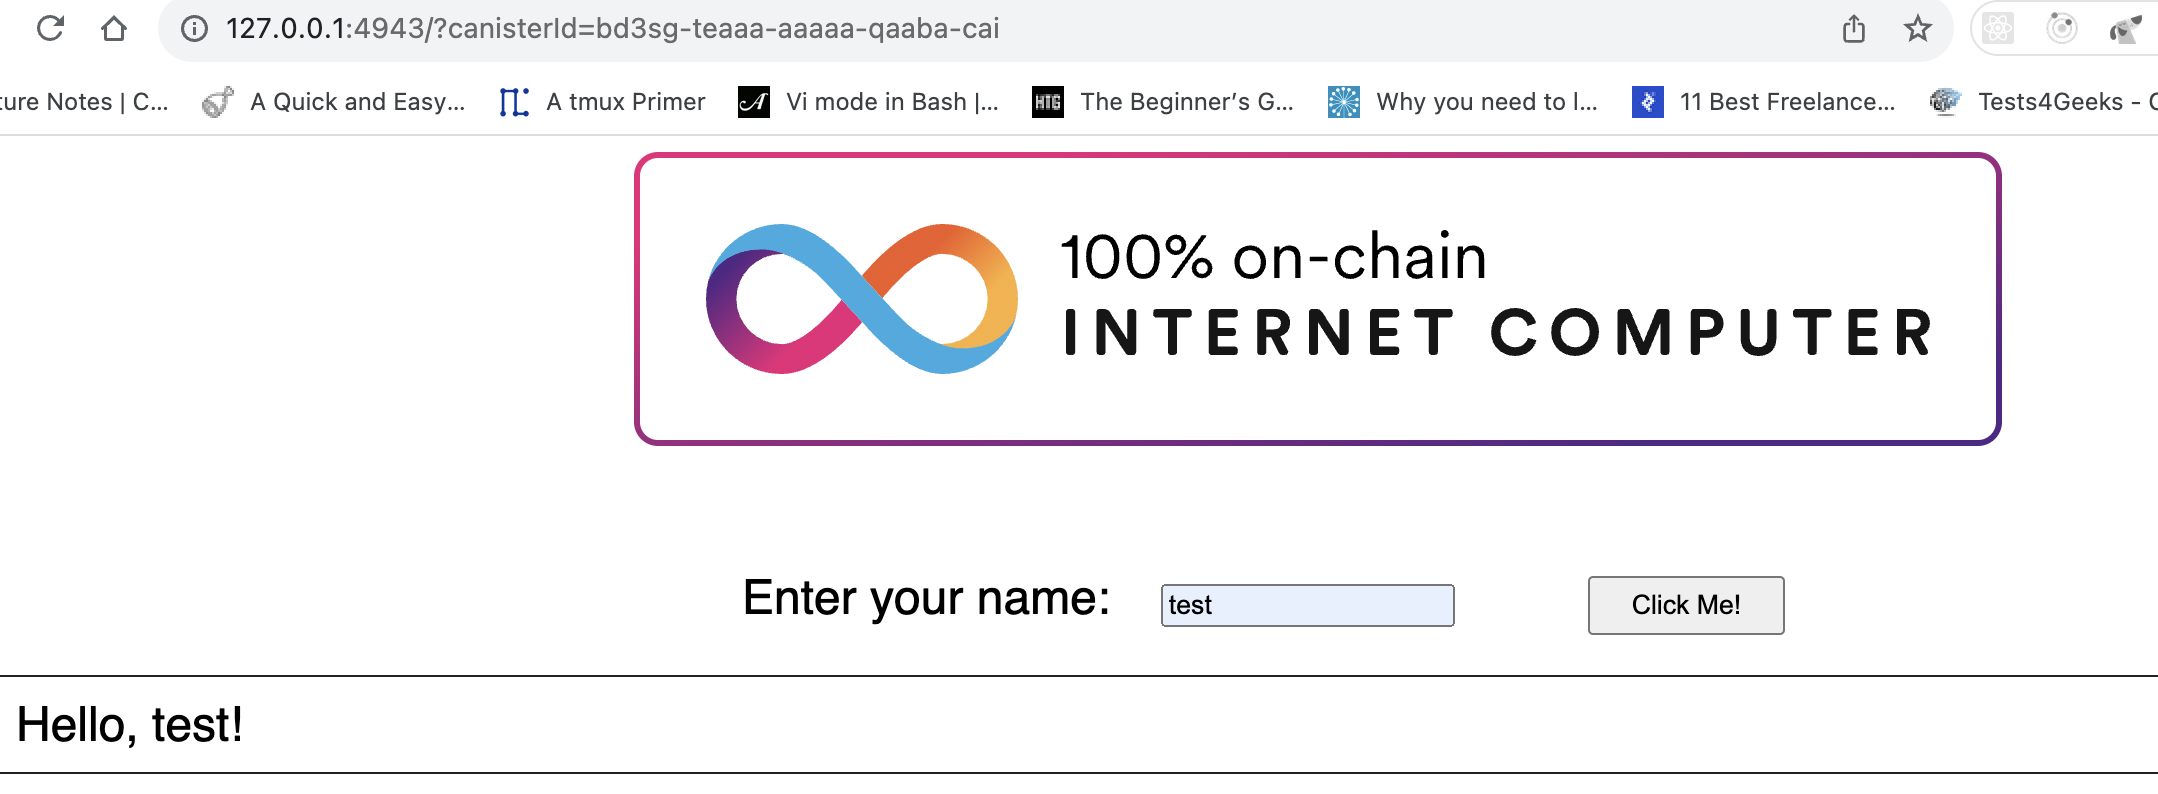 127.0.0.1:4943/?canisterId=bd3sg-teaaa-aaaaa-qaaba-cai
ture Notes | C... A Quick and Easy... A tmux Primer Vi mode in Bash |... HTG The Beginner’s G... Why you need to l... 11 Best Freelance... Tests4Geeks - C
100% on-chain
INTERNET COMPUTER
Enter your name: test Click Me!
Hello, test!